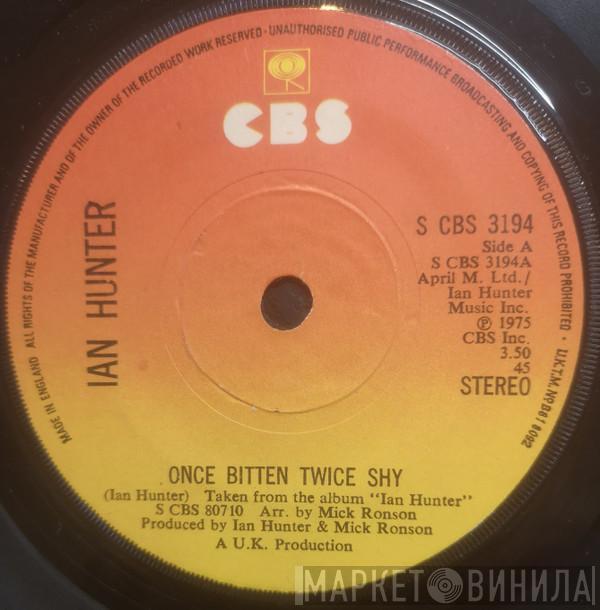 MADE IN ENGLAND ALL RIGHTS OF THE MANUFACTURER AND OF THE OWNER OF THE RECORDED WORK RESERVED · UNAUTHORISED PUBLIC PERFORMANCE BROADCASTING AND COPYING OF THIS RECORD PROHIBITED · U.K.T.M. Nº B618092
CBS
IAN HUNTER
S CBS 3194
Side A
S CBS 3194A
April M. Ltd./
Ian Hunter
Music Inc.
℗ 1975
CBS Inc.
3.50
45
STEREO
ONCE BITTEN TWICE SHY
(Ian Hunter) Taken from the album "Ian Hunter"
S CBS 80710 Arr. by Mick Ronson
Produced by Ian Hunter & Mick Ronson
A U.K. Production
МАРКЕТ ВИНИЛА